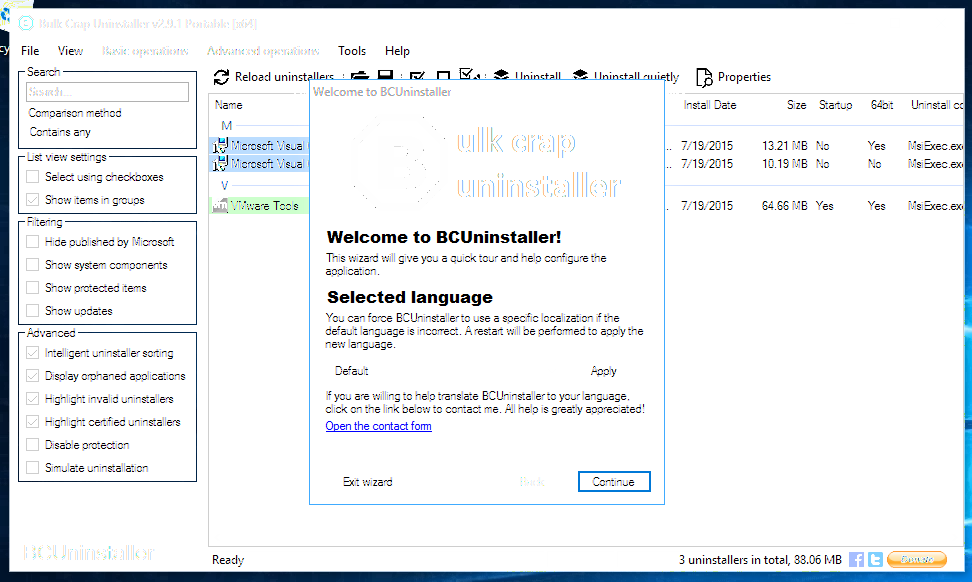 Bulk Crap Uninstaller v2.9.1 Portable [x64]
File View Basic operations Advanced operations Tools Help
Search
Search...
Comparison method
Contains any
List view settings
Select using checkboxes
Show items in groups
Filtering
Hide published by Microsoft
Show system components
Show protected items
Show updates
Advanced
Intelligent uninstaller sorting
Display orphaned applications
Highlight invalid uninstallers
Highlight certified uninstallers
Disable protection
Simulate uninstallation
BCUninstaller
Reload uninstallers Uninstall Uninstall quietly Properties
Name Install Date Size Startup 64bit Uninstall co
M
Microsoft Visual .. 7/19/2015 13.21 MB No Yes MsiExec.exe
Microsoft Visual .. 7/19/2015 10.19 MB No No MsiExec.exe
V
VMware Tools . 7/19/2015 64.66 MB Yes Yes MsiExec.exe
Welcome to BCUninstaller
ulk crap
uninstaller
Welcome to BCUninstaller!
This wizard will give you a quick tour and help configure the
application.
Selected language
You can force BCUninstaller to use a specific localization if the
default language is incorrect. A restart will be performed to apply the
new language.
Default Apply
If you are willing to help translate BCUninstaller to your language,
click on the link below to contact me. All help is greatly appreciated!
Open the contact form
Exit wizard Back Continue
Ready 3 uninstallers in total, 88.06 MB Donate